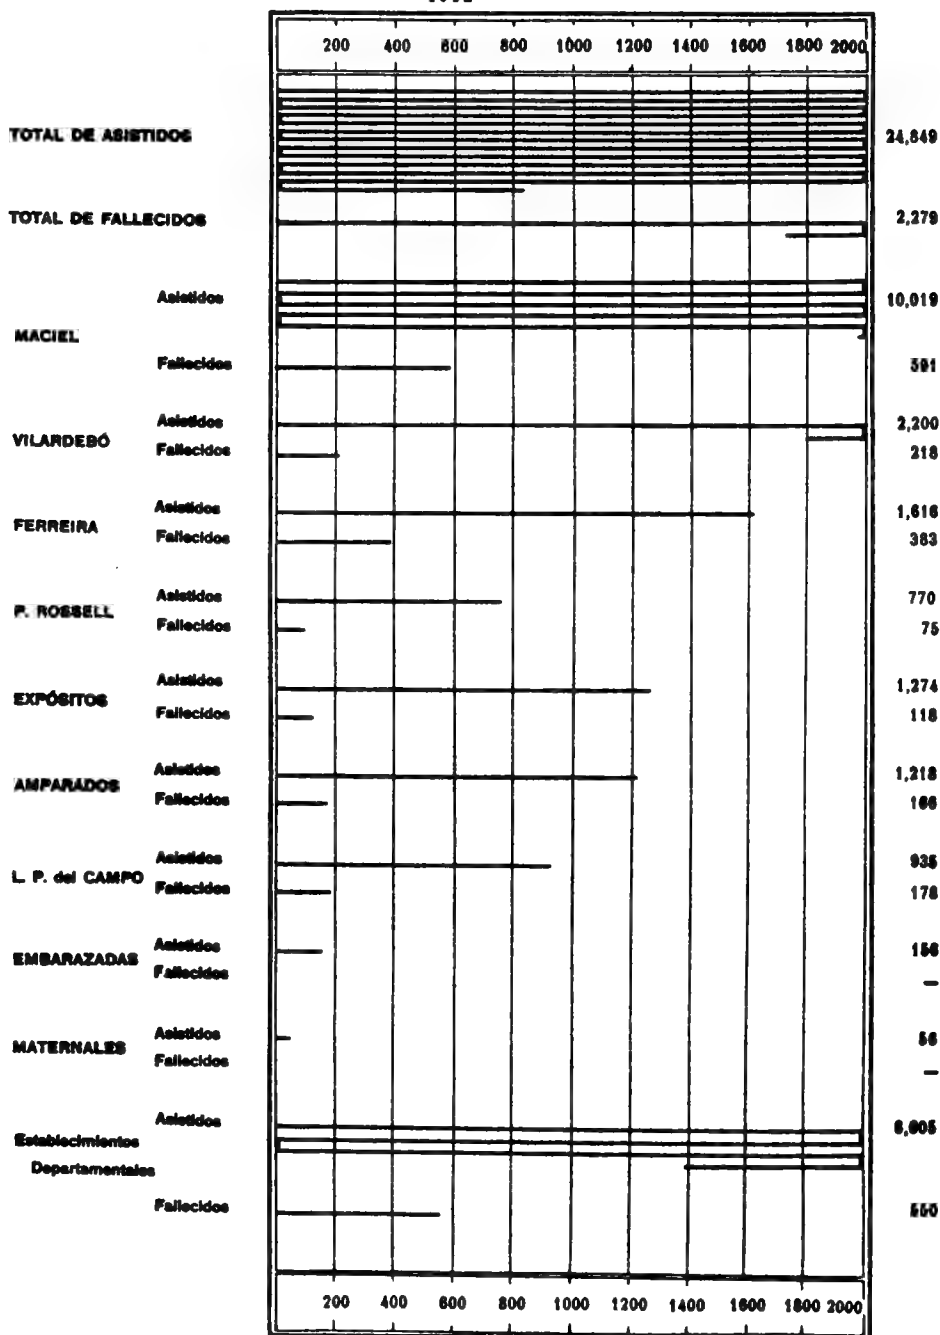 200 400 600 800 1000 1200 1400 1600 1800 2000
TOTAL DE ASISTIDOS 24,849
TOTAL DE FALLECIDOS 2,279
Asistidos 10,019
MACIEL
Fallecidos 591
Asistidos 2,200
VILARDEBÓ
Fallecidos 218
Asistidos 1,616
FERREIRA
Fallecidos 383
Asistidos 770
P. ROSSELL
Fallecidos 75
Asistidos 1,274
EXPÓSITOS
Fallecidos 118
Asistidos 1,218
AMPARADOS
Fallecidos 166
Asistidos 935
L. P. del CAMPO
Fallecidos 178
Asistidos 156
EMBARAZADAS
Fallecidos —
Asistidos 56
MATERNALES
Fallecidos —
Asistidos 6,605
Establecimientos
Departamentales
Fallecidos 550
200 400 600 800 1000 1200 1400 1600 1800 2000